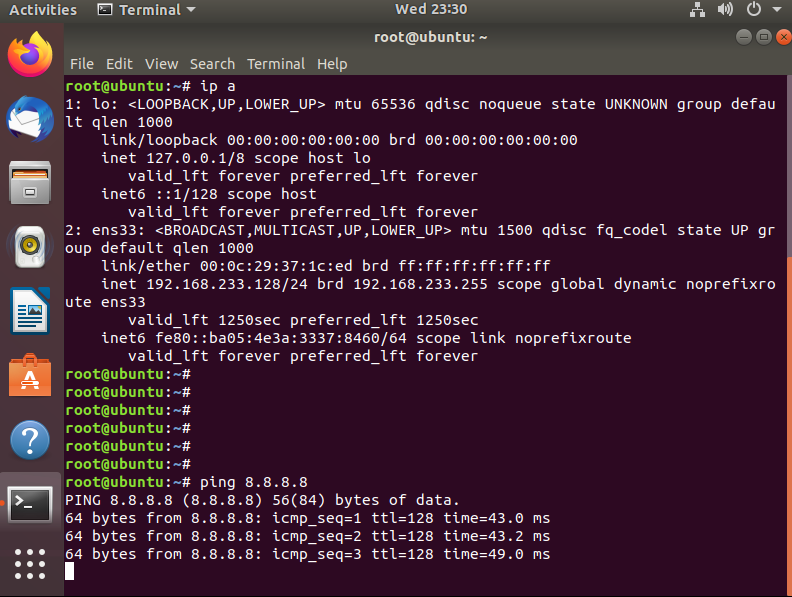 Activities Terminal Wed 23:30
root@ubuntu: ~
File Edit View Search Terminal Help
root@ubuntu:~# ip a
1: lo: <LOOPBACK,UP,LOWER_UP> mtu 65536 qdisc noqueue state UNKNOWN group defau
lt qlen 1000
    link/loopback 00:00:00:00:00:00 brd 00:00:00:00:00:00
    inet 127.0.0.1/8 scope host lo
       valid_lft forever preferred_lft forever
    inet6 ::1/128 scope host
       valid_lft forever preferred_lft forever
2: ens33: <BROADCAST,MULTICAST,UP,LOWER_UP> mtu 1500 qdisc fq_codel state UP gr
oup default qlen 1000
    link/ether 00:0c:29:37:1c:ed brd ff:ff:ff:ff:ff:ff
    inet 192.168.233.128/24 brd 192.168.233.255 scope global dynamic noprefixro
ute ens33
       valid_lft 1250sec preferred_lft 1250sec
    inet6 fe80::ba05:4e3a:3337:8460/64 scope link noprefixroute
       valid_lft forever preferred_lft forever
root@ubuntu:~#
root@ubuntu:~#
root@ubuntu:~#
root@ubuntu:~#
root@ubuntu:~#
root@ubuntu:~#
root@ubuntu:~# ping 8.8.8.8
PING 8.8.8.8 (8.8.8.8) 56(84) bytes of data.
64 bytes from 8.8.8.8: icmp_seq=1 ttl=128 time=43.0 ms
64 bytes from 8.8.8.8: icmp_seq=2 ttl=128 time=43.2 ms
64 bytes from 8.8.8.8: icmp_seq=3 ttl=128 time=49.0 ms